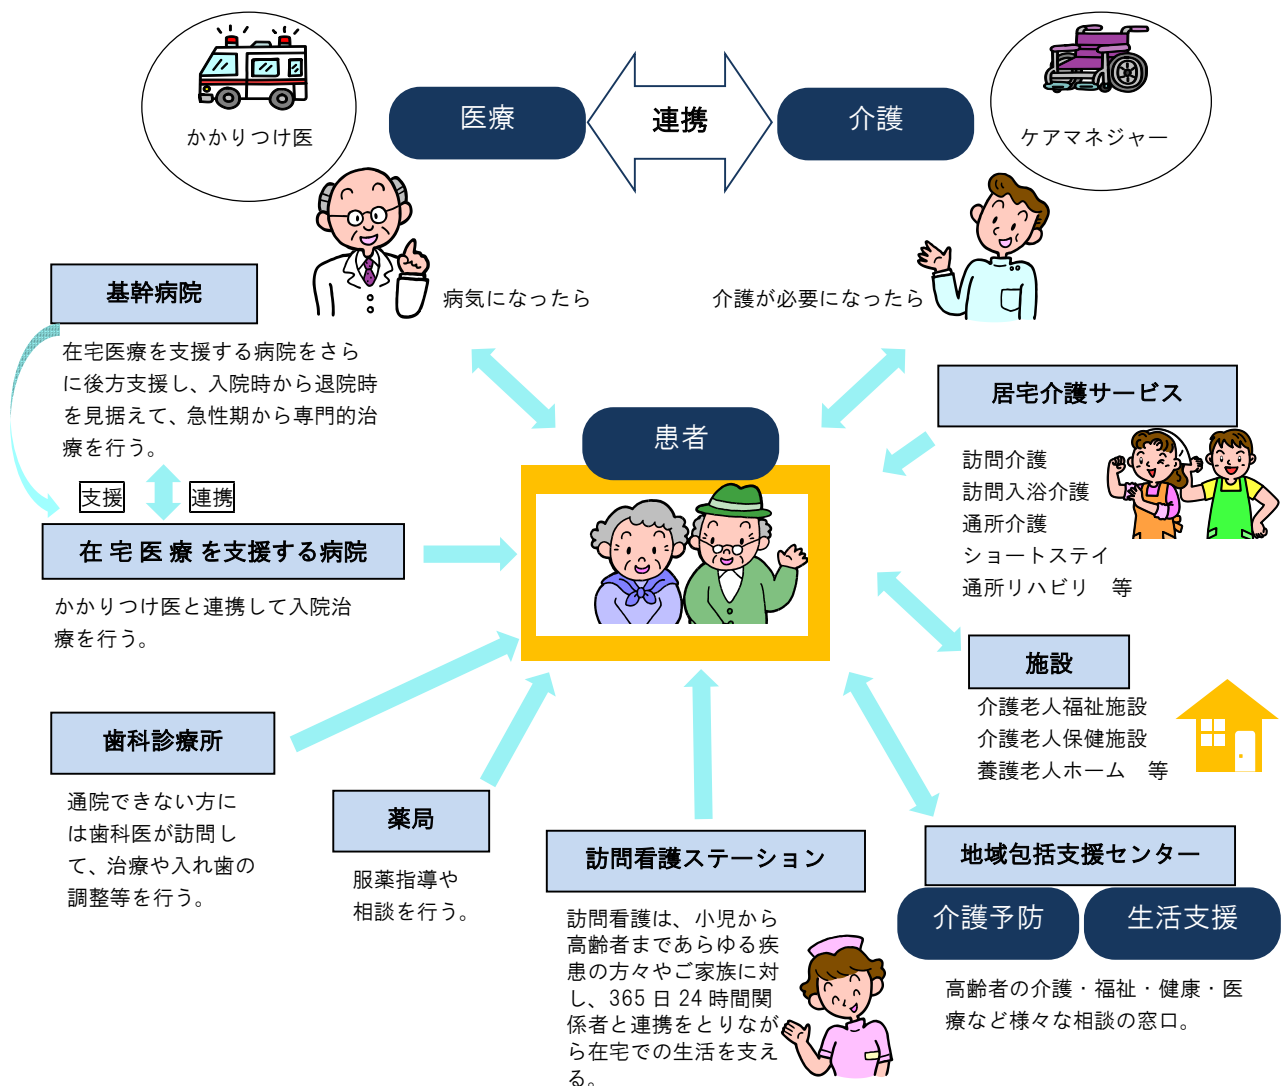 かかりつけ医
医療
連携
介護
ケアマネジャー
病気になったら
介護が必要になったら
基幹病院
在宅医療を支援する病院をさら
に後方支援し、入院時から退院時
を見据えて、急性期から専門的治
療を行う。
支援
連携
在宅医療を支援する病院
かかりつけ医と連携して入院治
療を行う。
患者
居宅介護サービス
訪問介護
訪問入浴介護
通所介護
ショートステイ
通所リハビリ　等
施設
介護老人福祉施設
介護老人保健施設
養護老人ホーム　等
歯科診療所
通院できない方に
は歯科医が訪問し
て、治療や入れ歯の
調整等を行う。
薬局
服薬指導や
相談を行う。
訪問看護ステーション
訪問看護は、小児から
高齢者まであらゆる疾
患の方々やご家族に対
し、365 日 24 時間関
係者と連携をとりなが
ら在宅での生活を支え
る。
地域包括支援センター
介護予防
生活支援
高齢者の介護・福祉・健康・医
療など様々な相談の窓口。